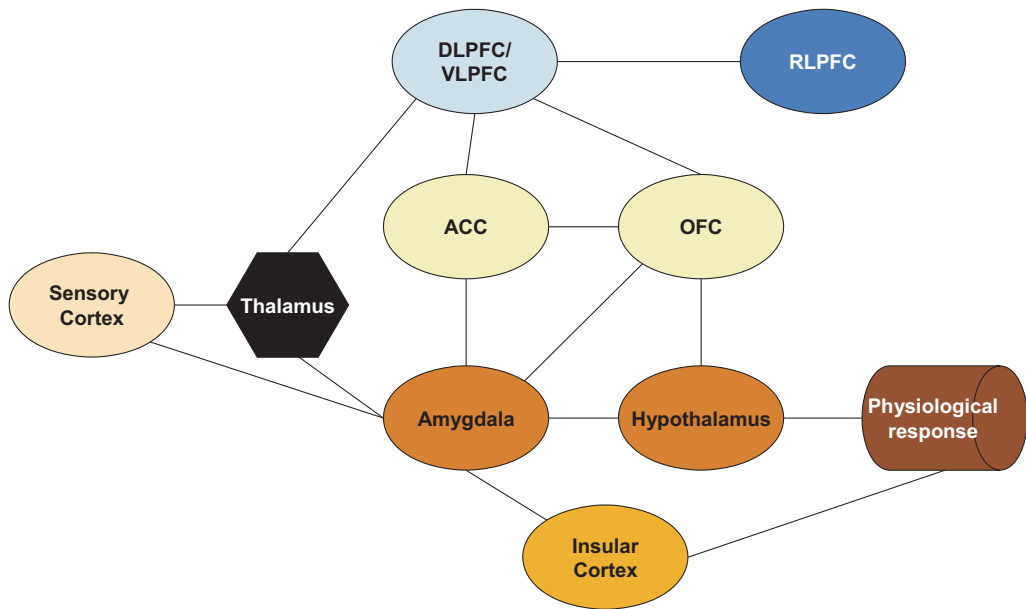 DLPFC/
VLPFC
RLPFC
ACC
OFC
Sensory
Cortex
Thalamus
Amygdala
Hypothalamus
Physiological
response
Insular
Cortex